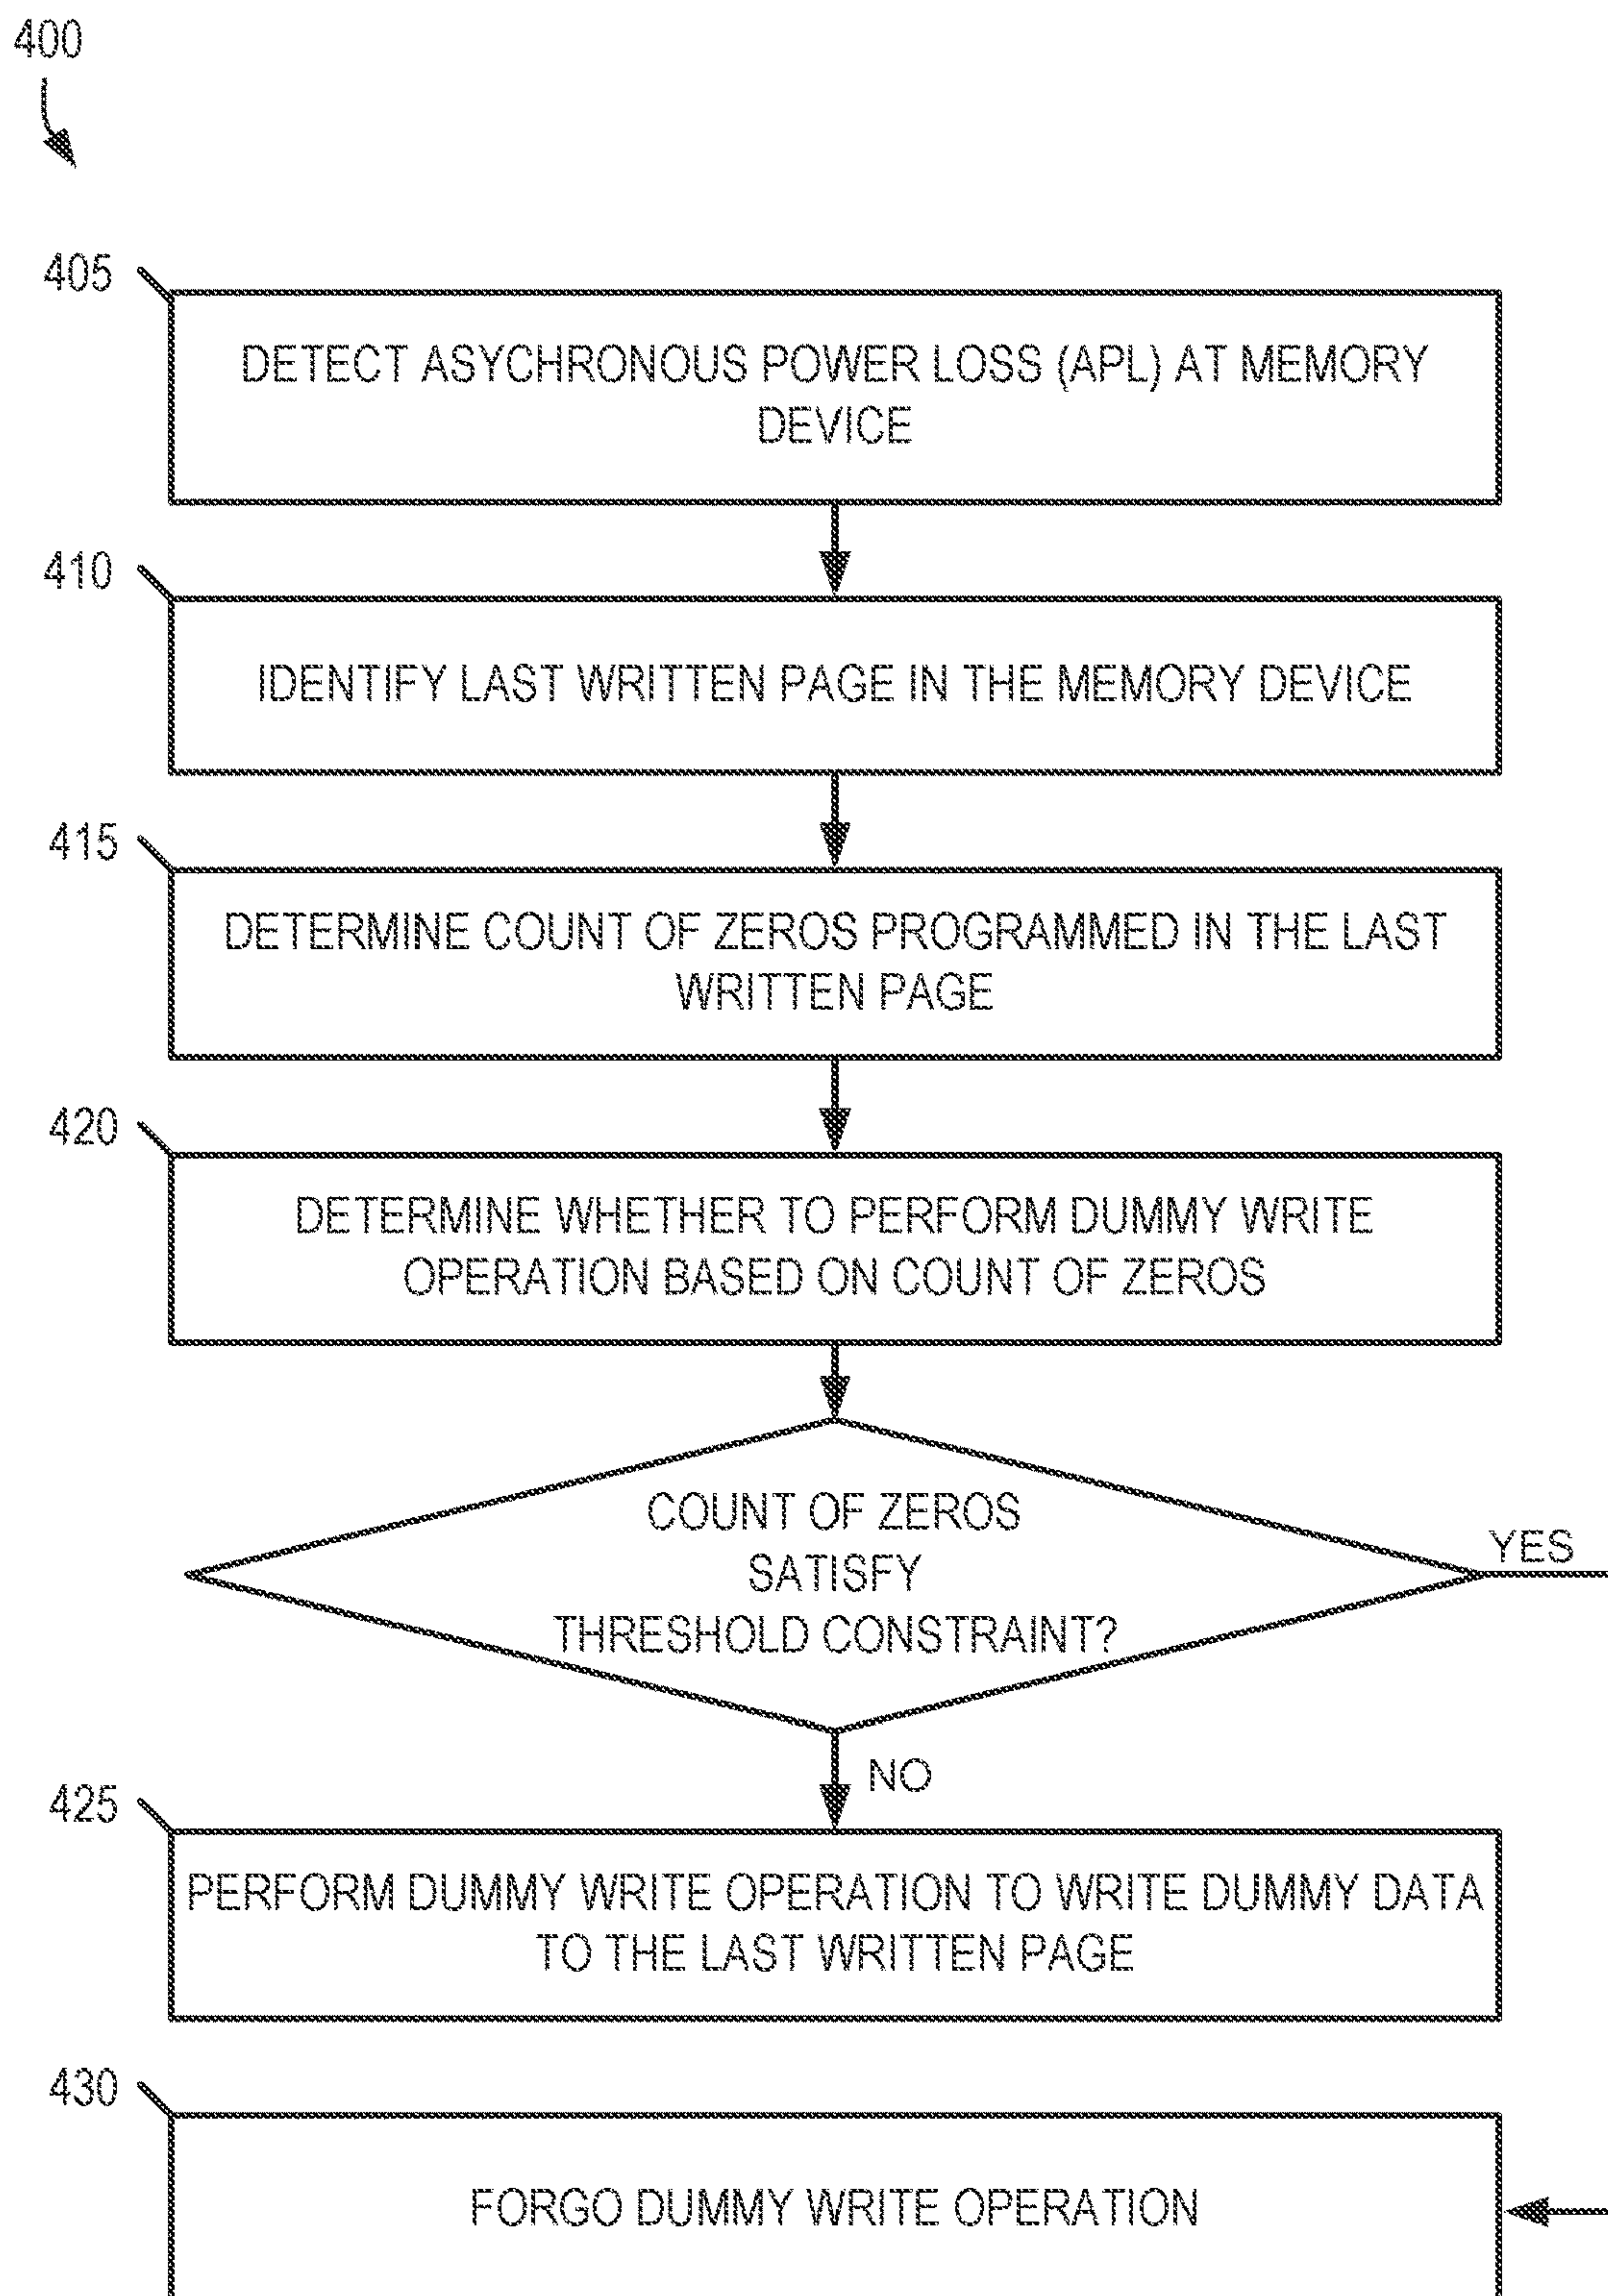 400
405
DETECT ASYCHRONOUS POWER LOSS (APL) AT MEMORY
DEVICE
410
IDENTIFY LAST WRITTEN PAGE IN THE MEMORY DEVICE
415
DETERMINE COUNT OF ZEROS PROGRAMMED IN THE LAST
WRITTEN PAGE
420
DETERMINE WHETHER TO PERFORM DUMMY WRITE
OPERATION BASED ON COUNT OF ZEROS
COUNT OF ZEROS
SATISFY
THRESHOLD CONSTRAINT?
YES
NO
425
PERFORM DUMMY WRITE OPERATION TO WRITE DUMMY DATA
TO THE LAST WRITTEN PAGE
430
FORGO DUMMY WRITE OPERATION